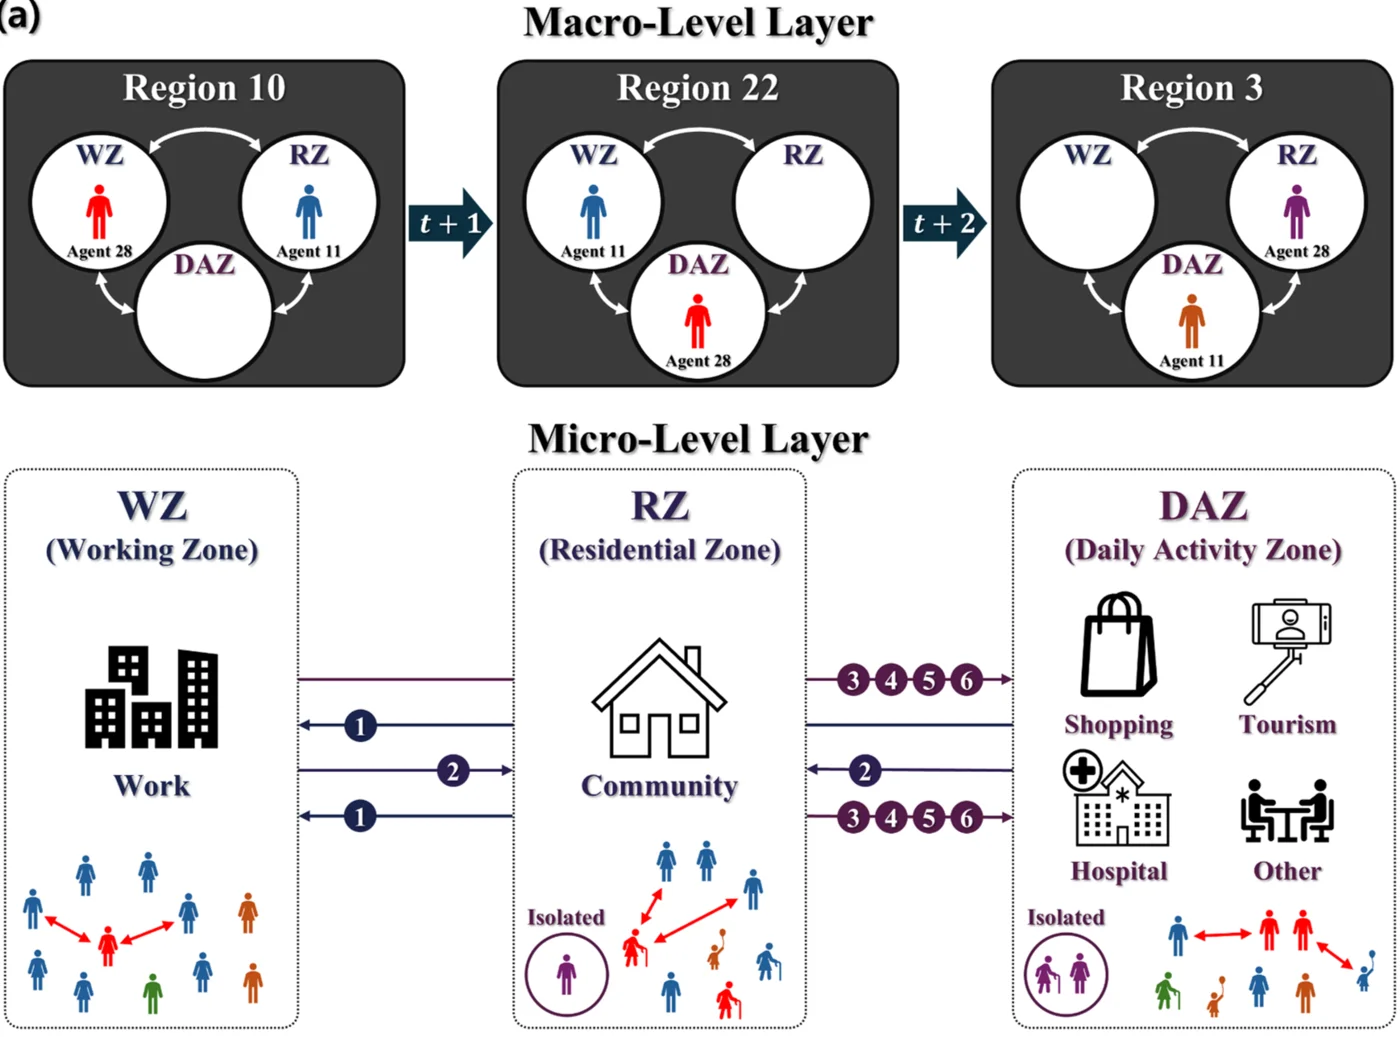 (a)
Macro-Level Layer
Region 10
WZ
RZ
Agent 28
Agent 11
DAZ
t + 1
Region 22
WZ
RZ
Agent 11
DAZ
Agent 28
t + 2
Region 3
WZ
RZ
Agent 28
DAZ
Agent 11
Micro-Level Layer
WZ
(Working Zone)
Work
RZ
(Residential Zone)
Community
Isolated
DAZ
(Daily Activity Zone)
Shopping
Tourism
Hospital
Other
Isolated
3 4 5 6
1
2
2
1
3 4 5 6